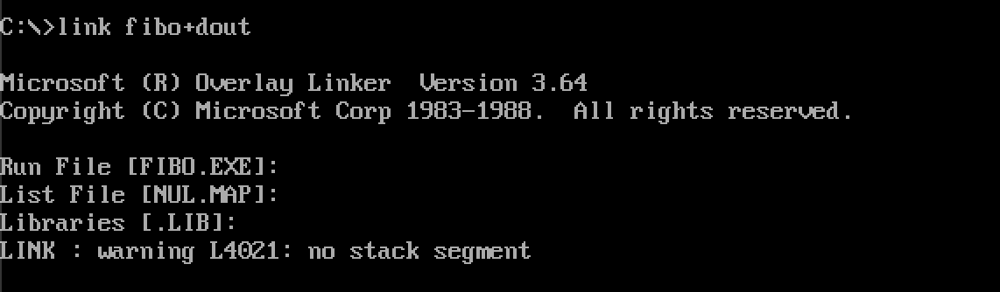 C:\>link fibo+dout
Microsoft (R) Overlay Linker  Version 3.64
Copyright (C) Microsoft Corp 1983-1988.  All rights reserved.
Run File [FIBO.EXE]:
List File [NUL.MAP]:
Libraries [.LIB]:
LINK : warning L4021: no stack segment